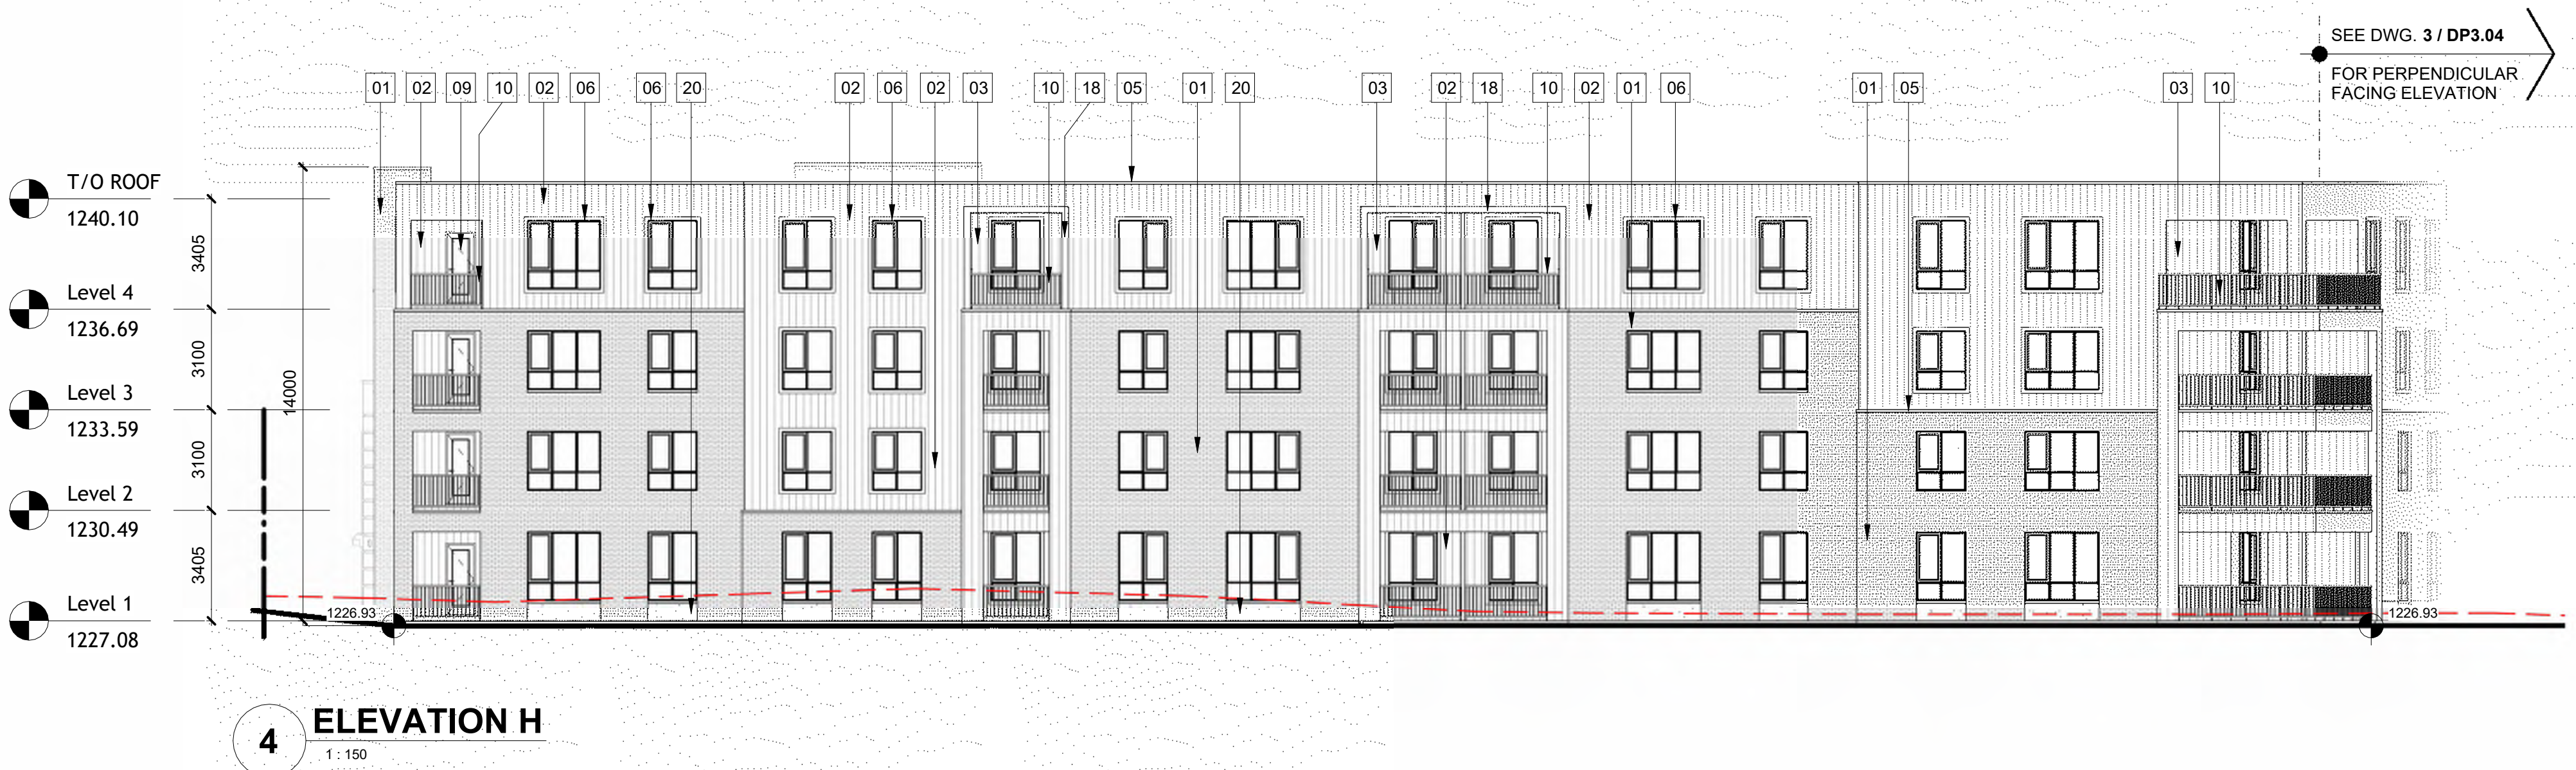 SEE DWG. 3 / DP3.04
FOR PERPENDICULAR
FACING ELEVATION
01 02 09 10 02 06 06 20 02 06 02 03 10 18 05 01 20 03 02 18 10 02 01 06 01 05 03 10
T/O ROOF
1240.10
3405
Level 4
1236.69
3100
14000
Level 3
1233.59
3100
Level 2
1230.49
3405
Level 1
1227.08
1226.93
1226.93
4
ELEVATION H
1 : 150